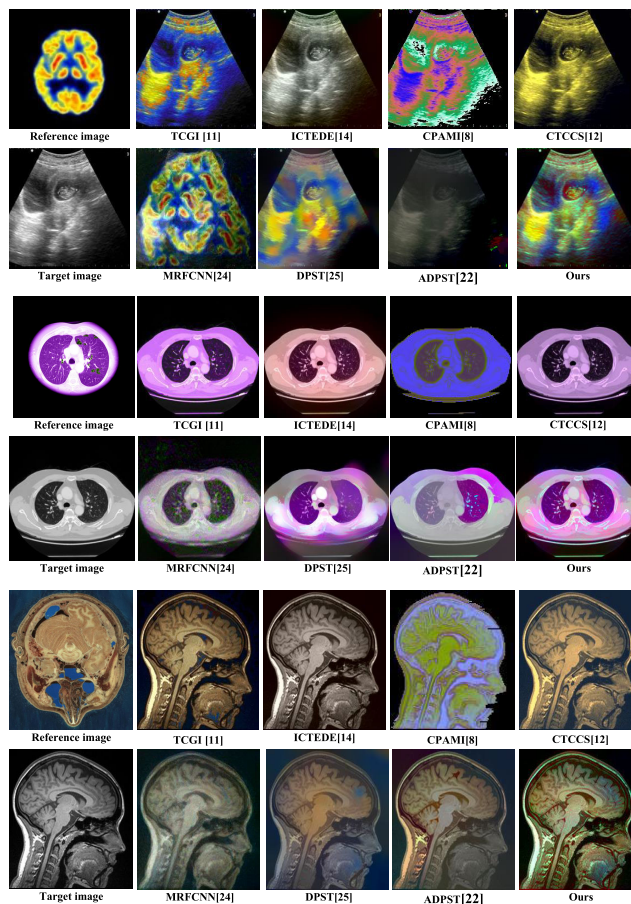 Reference image TCGI [11] ICTEDE[14] CPAMI[8] CTCCS[12]
Target image MRFCNN[24] DPST[25] ADPST[22] Ours
Reference image TCGI [11] ICTEDE[14] CPAMI[8] CTCCS[12]
Target image MRFCNN[24] DPST[25] ADPST[22] Ours
Reference image TCGI [11] ICTEDE[14] CPAMI[8] CTCCS[12]
Target image MRFCNN[24] DPST[25] ADPST[22] Ours